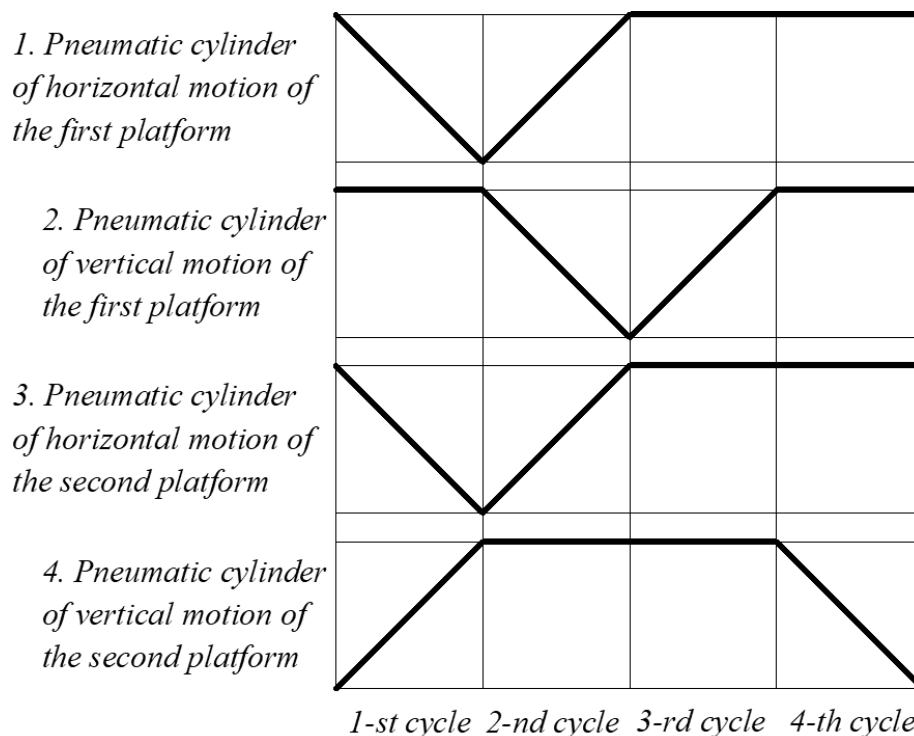 1. Pneumatic cylinder
of horizontal motion of
the first platform
2. Pneumatic cylinder
of vertical motion of
the first platform
3. Pneumatic cylinder
of horizontal motion of
the second platform
4. Pneumatic cylinder
of vertical motion of
the second platform
1-st cycle 2-nd cycle 3-rd cycle 4-th cycle